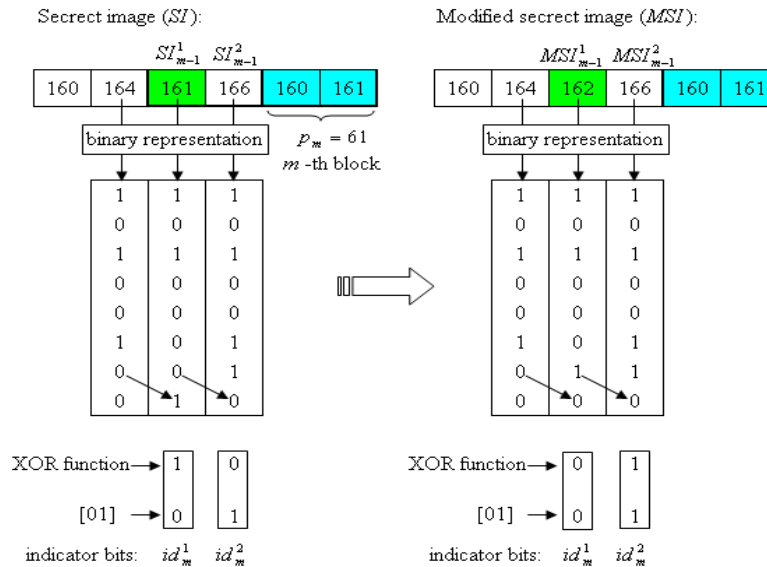 Secrect image (SI):
Modified secrect image (MSI):
SI¹ₘ₋₁ SI²ₘ₋₁
MSI¹ₘ₋₁ MSI²ₘ₋₁
160 164 161 166 160 161
160 164 162 166 160 161
binary representation
pₘ = 61
m -th block
binary representation
1 1 1
0 0 0
1 1 1
0 0 0
0 0 0
1 0 1
0 0 1
0 1 0
1 1 1
0 0 0
1 1 1
0 0 0
0 0 0
1 0 1
0 1 1
0 0 0
XOR function 1 0
[01] 0 1
indicator bits: id¹ₘ id²ₘ
XOR function 0 1
[01] 0 1
indicator bits: id¹ₘ id²ₘ